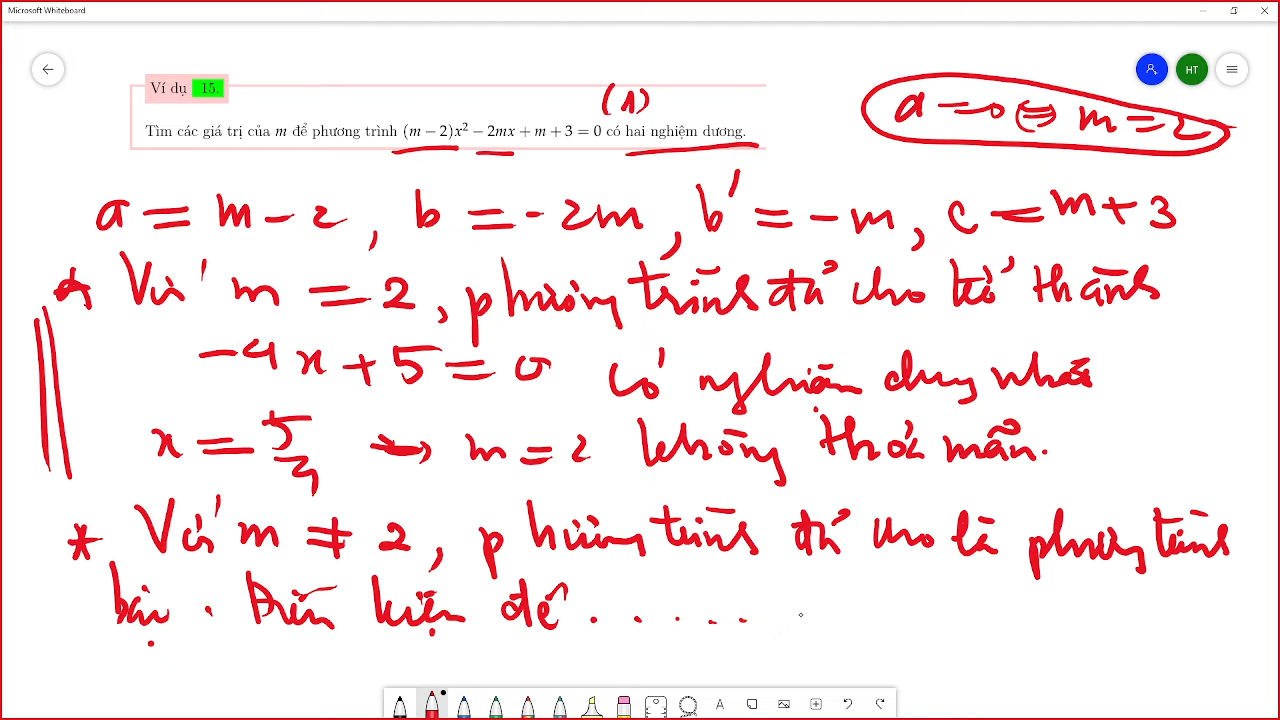 Microsoft Whiteboard
HT
Ví dụ 15.
(1)
a = 0 ⇔ m = 2
Tìm các giá trị của m để phương trình (m − 2)x² − 2mx + m + 3 = 0 có hai nghiệm dương.
a = m − 2, b = −2m, b' = −m, c = m + 3
* Với m = 2, phương trình đã cho trở thành
−4x + 5 = 0 có nghiệm duy nhất
x = 5/4 → m = 2 không thỏa mãn.
* Với m ≠ 2, phương trình đã cho là phương trình
bậc . Điều kiện để . . . . . .
A